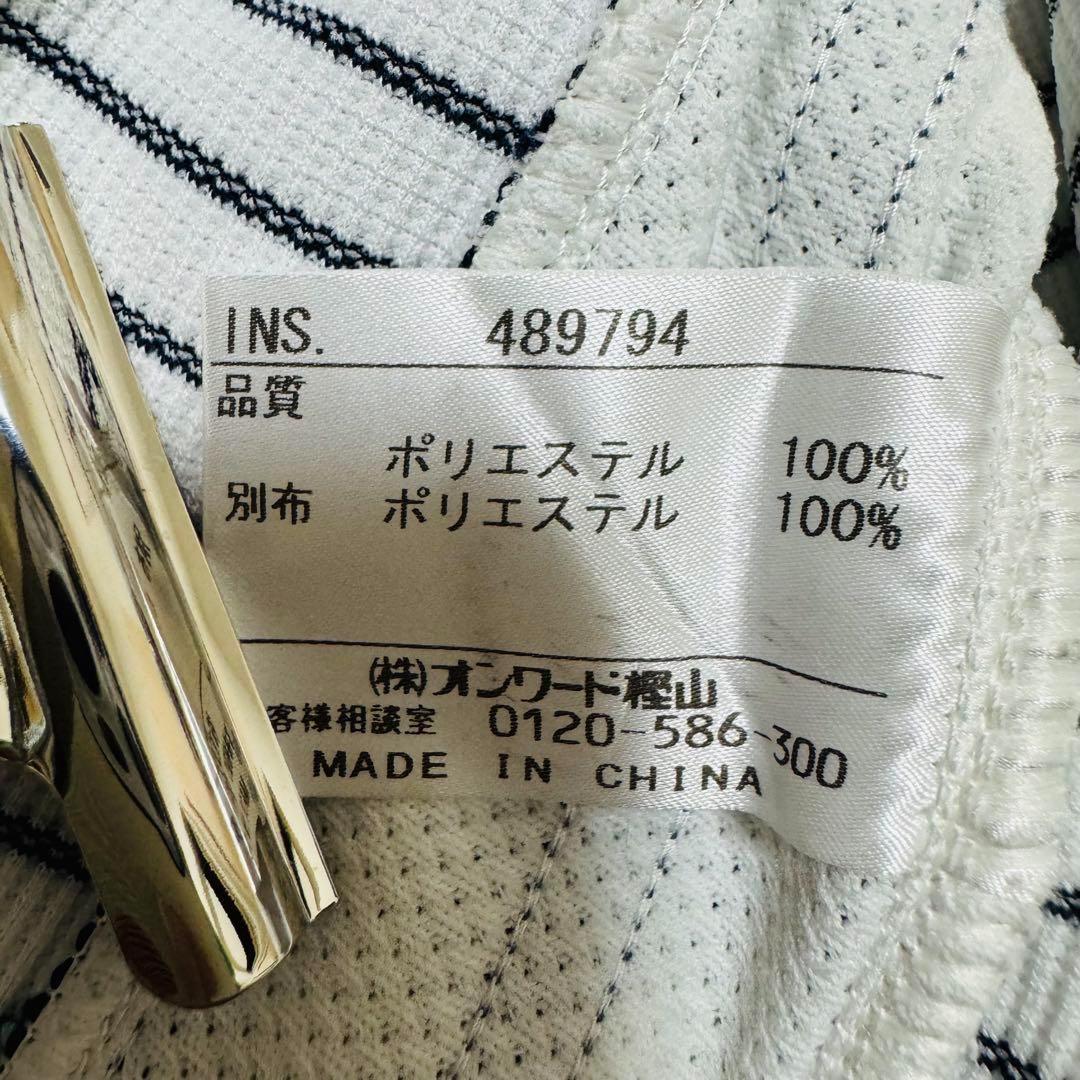 INS. 489794
品質
ポリエステル 100%
別布 ポリエステル 100%
(株)オンワード樫山
客様相談室 0120-586-300
MADE IN CHINA